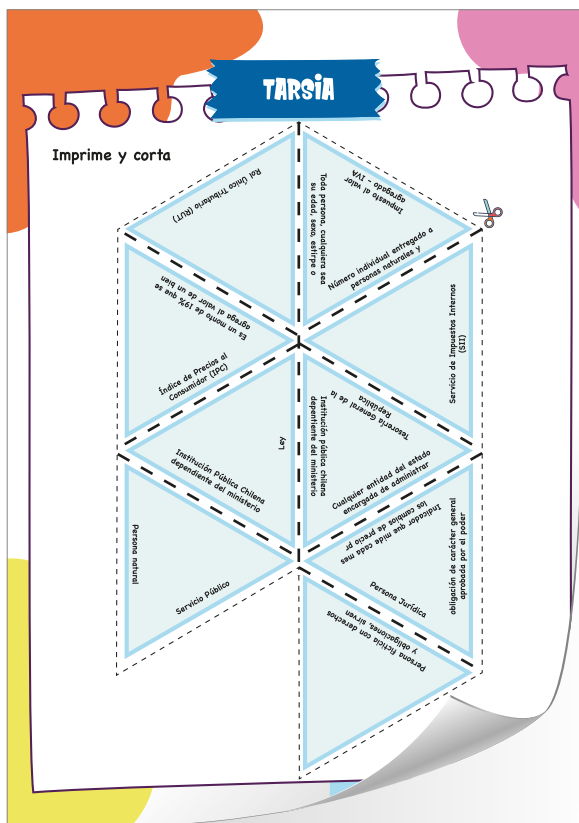 TARSIA
Imprime y corta
Rol Único Tributario (RUT)
Impuesto al valor
agregado - IVA
Toda persona, cualquiera sea
su edad, sexo, estirpe o
Número individual entregado a
personas naturales y
Es un monto de 19% que se
agrega al valor de un bien
Índice de Precios al
Consumidor (IPC)
Servicio de Impuestos Internos
(SII)
Tesorería General de la
República
Institución pública chilena
depentiente del ministerio
Cualquier entidad del estado
encargada de administrar
Ley
Institución Pública Chilena
dependiente del ministerio
Indicador que mide cada mes
los cambios de precio pr
obligación de carácter general
aprobada por el poder
Persona Jurídica
Persona natural
Servicio Público
Persona ficticia con derechos
y obligaciones, sirven